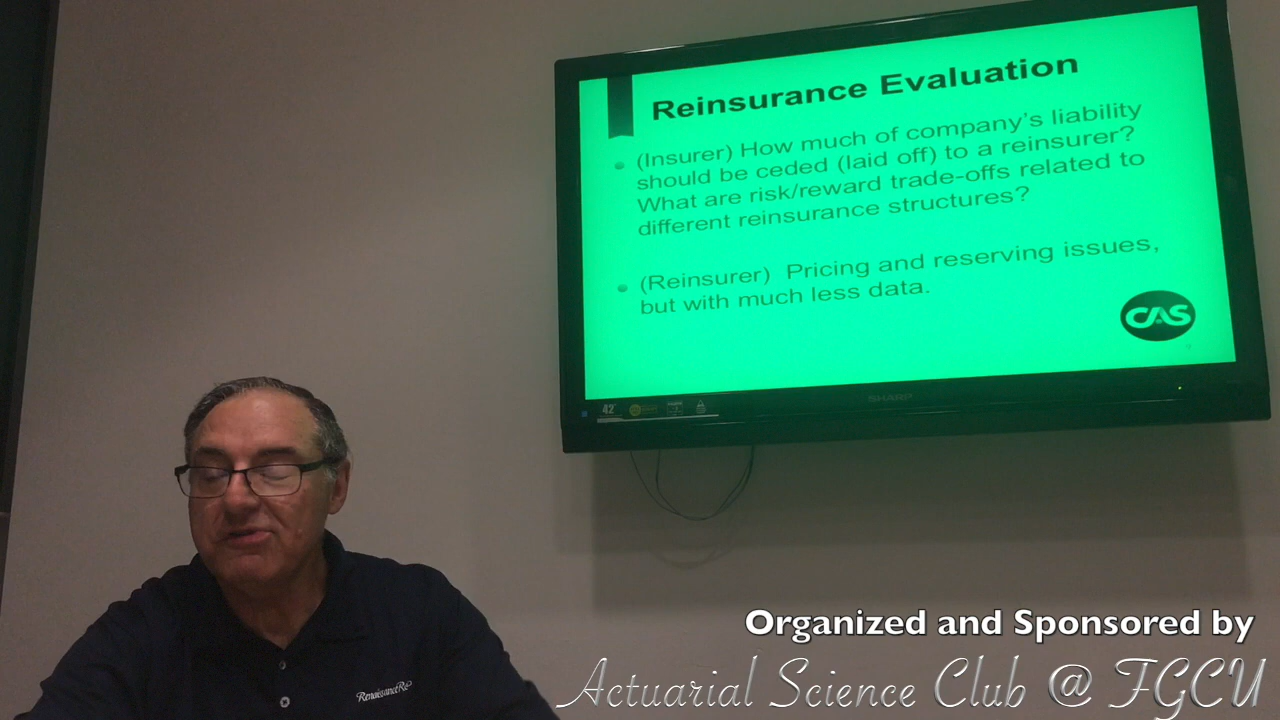 Reinsurance Evaluation
(Insurer) How much of company's liability
should be ceded (laid off) to a reinsurer?
What are risk/reward trade-offs related to
different reinsurance structures?
(Reinsurer) Pricing and reserving issues,
but with much less data.
CAS
SHARP
42"
RenaissanceRe
Organized and Sponsored by
Actuarial Science Club @ FGCU